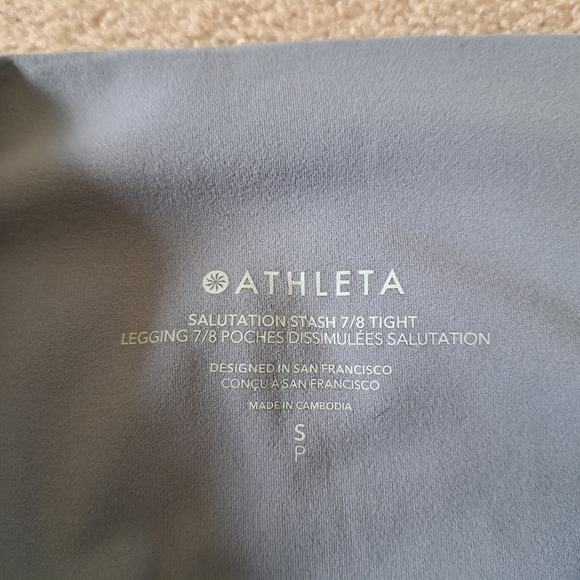 ATHLETA
SALUTATION STASH 7/8 TIGHT
LEGGING 7/8 POCHES DISSIMULÉES SALUTATION
DESIGNED IN SAN FRANCISCO
CONÇU À SAN FRANCISCO
MADE IN CAMBODIA
S
P